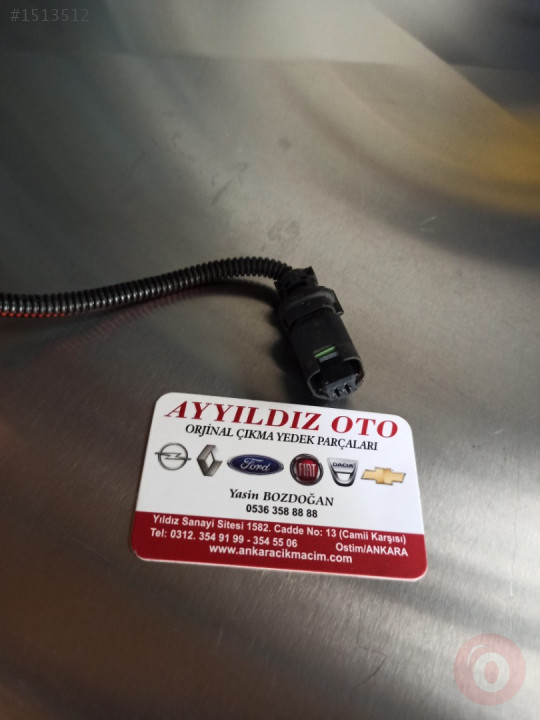 #1513512
AYYILDIZ OTO
ORJİNAL ÇIKMA YEDEK PARÇALARI
Ford FIAT DACIA
Yasin BOZDOĞAN
0536 358 88 88
Yıldız Sanayi Sitesi 1582. Cadde No: 13 (Camii Karşısı)
Tel: 0312. 354 91 99 - 354 55 06 Ostim/ANKARA
www.ankaracikmacim.com